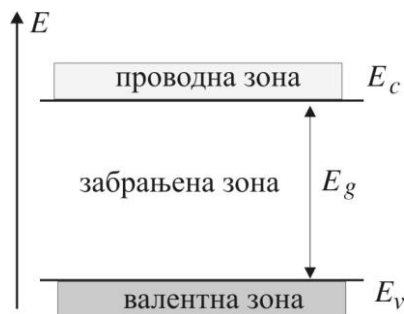 E
проводна зона E_c
забрањена зона E_g
валентна зона E_v